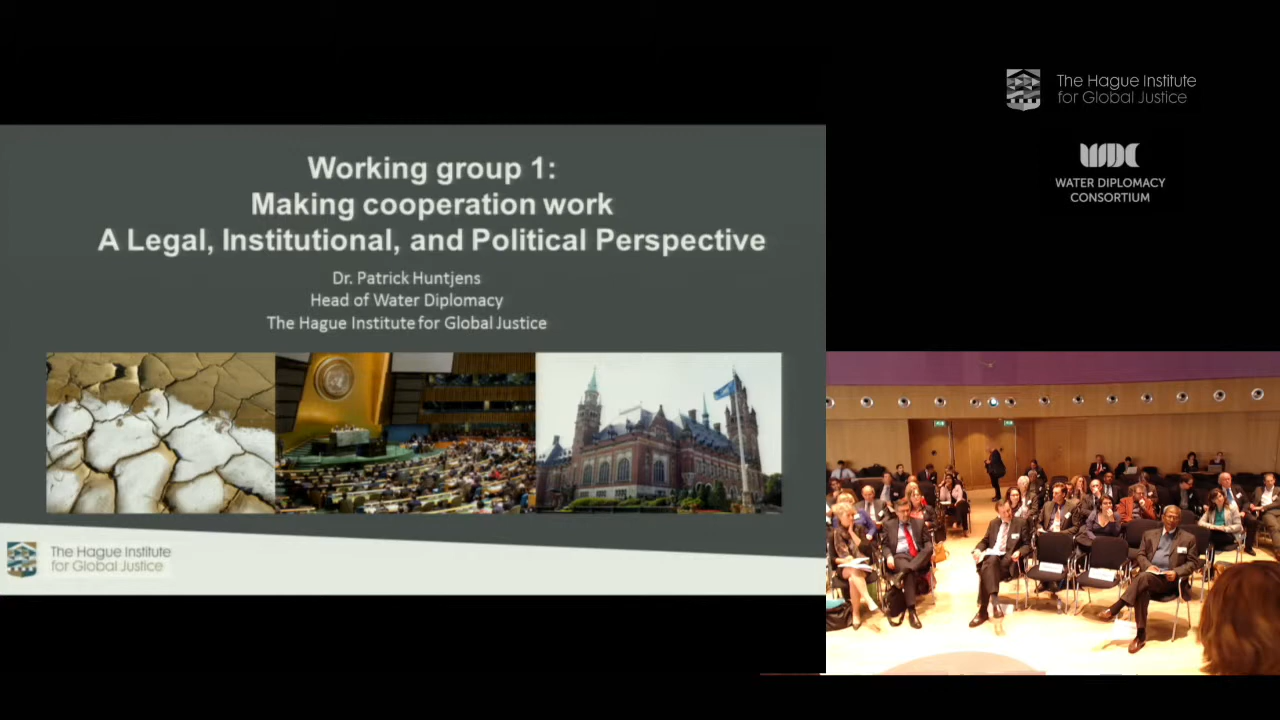 Working group 1:
Making cooperation work
A Legal, Institutional, and Political Perspective
Dr. Patrick Huntjens
Head of Water Diplomacy
The Hague Institute for Global Justice
The Hague Institute
for Global Justice
The Hague Institute
for Global Justice
WDC
WATER DIPLOMACY
CONSORTIUM